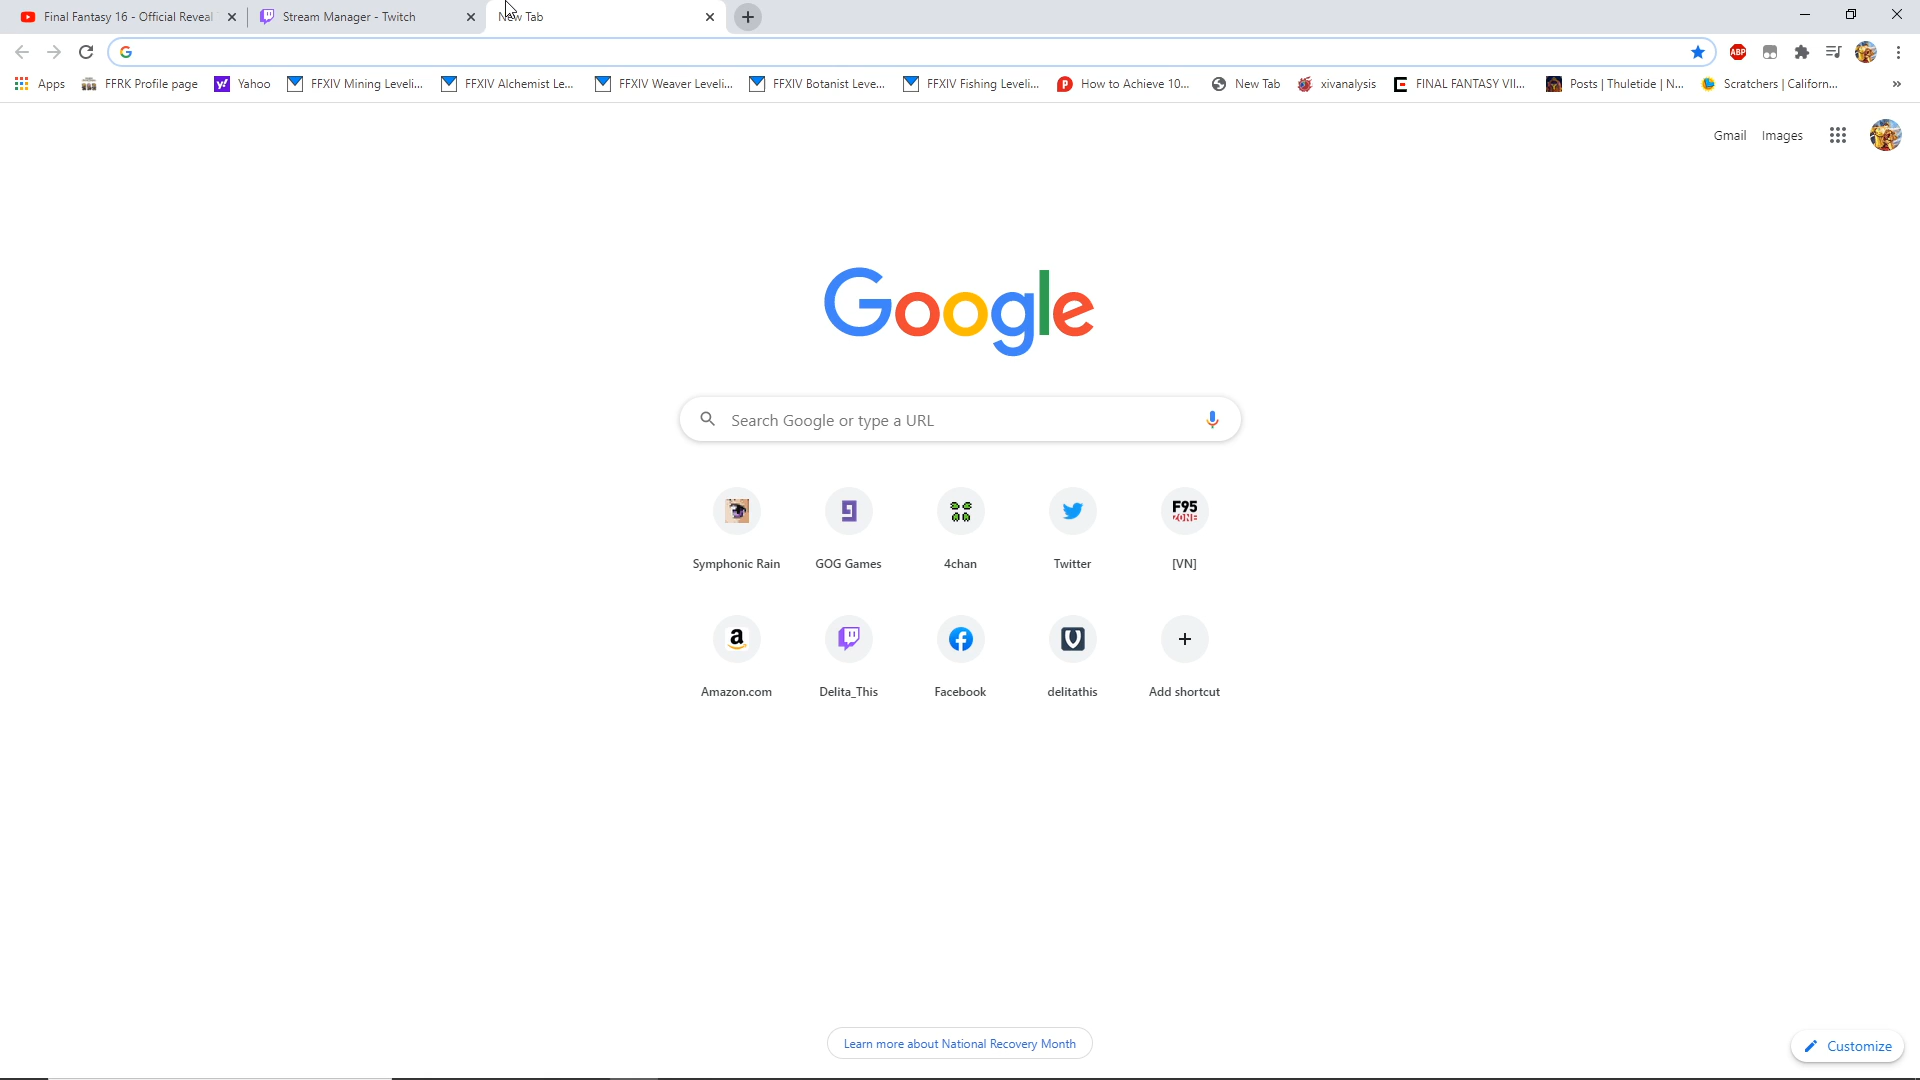 Final Fantasy 16 - Official Reveal
Stream Manager - Twitch
New Tab
ABP
Apps
FFRK Profile page
Yahoo
FFXIV Mining Leveli...
FFXIV Alchemist Le...
FFXIV Weaver Leveli...
FFXIV Botanist Leve...
FFXIV Fishing Leveli...
How to Achieve 10...
New Tab
xivanalysis
FINAL FANTASY VII...
Posts | Thuletide | N...
Scratchers | Californ...
»
Gmail
Images
Google
Search Google or type a URL
F95
ZONE
Symphonic Rain
GOG Games
4chan
Twitter
[VN]
Amazon.com
Delita_This
Facebook
delitathis
Add shortcut
Learn more about National Recovery Month
Customize